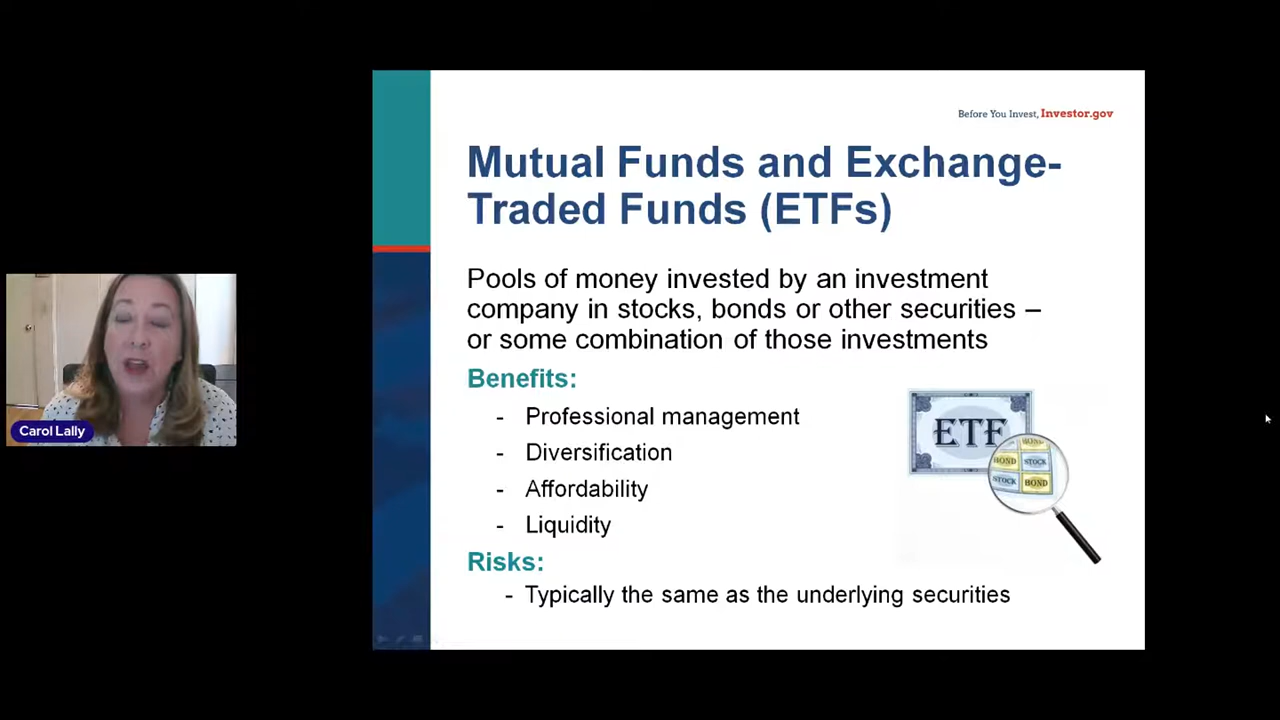 Before You Invest, Investor.gov
Mutual Funds and Exchange-
Traded Funds (ETFs)
Pools of money invested by an investment
company in stocks, bonds or other securities –
or some combination of those investments
Benefits:
- Professional management
- Diversification
- Affordability
- Liquidity
ETF
BOND
BOND STOCK
STOCK BOND
Risks:
- Typically the same as the underlying securities
Carol Lally